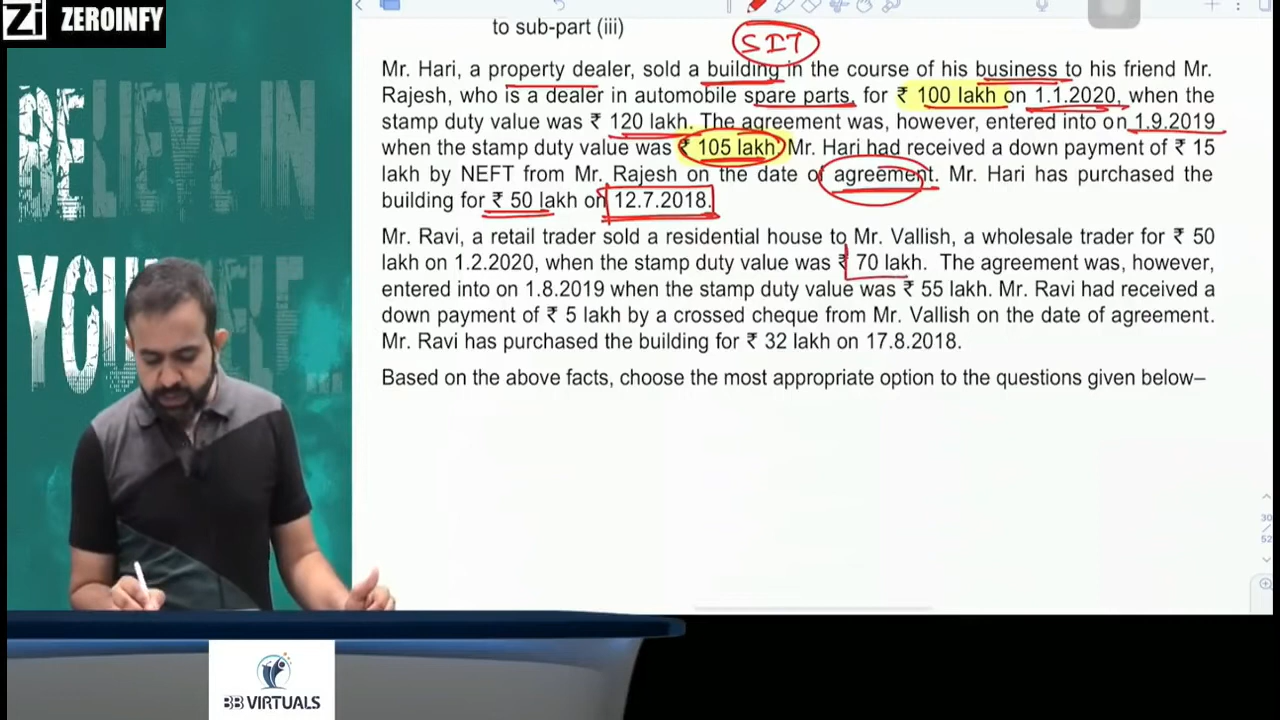 Zi ZEROINFY
to sub-part (iii)
SIT
Mr. Hari, a property dealer, sold a building in the course of his business to his friend Mr.
Rajesh, who is a dealer in automobile spare parts, for ₹ 100 lakh on 1.1.2020, when the
stamp duty value was ₹ 120 lakh. The agreement was, however, entered into on 1.9.2019
when the stamp duty value was ₹ 105 lakh. Mr. Hari had received a down payment of ₹ 15
lakh by NEFT from Mr. Rajesh on the date of agreement. Mr. Hari has purchased the
building for ₹ 50 lakh on 12.7.2018.
Mr. Ravi, a retail trader sold a residential house to Mr. Vallish, a wholesale trader for ₹ 50
lakh on 1.2.2020, when the stamp duty value was ₹ 70 lakh. The agreement was, however,
entered into on 1.8.2019 when the stamp duty value was ₹ 55 lakh. Mr. Ravi had received a
down payment of ₹ 5 lakh by a crossed cheque from Mr. Vallish on the date of agreement.
Mr. Ravi has purchased the building for ₹ 32 lakh on 17.8.2018.
Based on the above facts, choose the most appropriate option to the questions given below–
30
/
52
BELIEVE IN
BB VIRTUALS